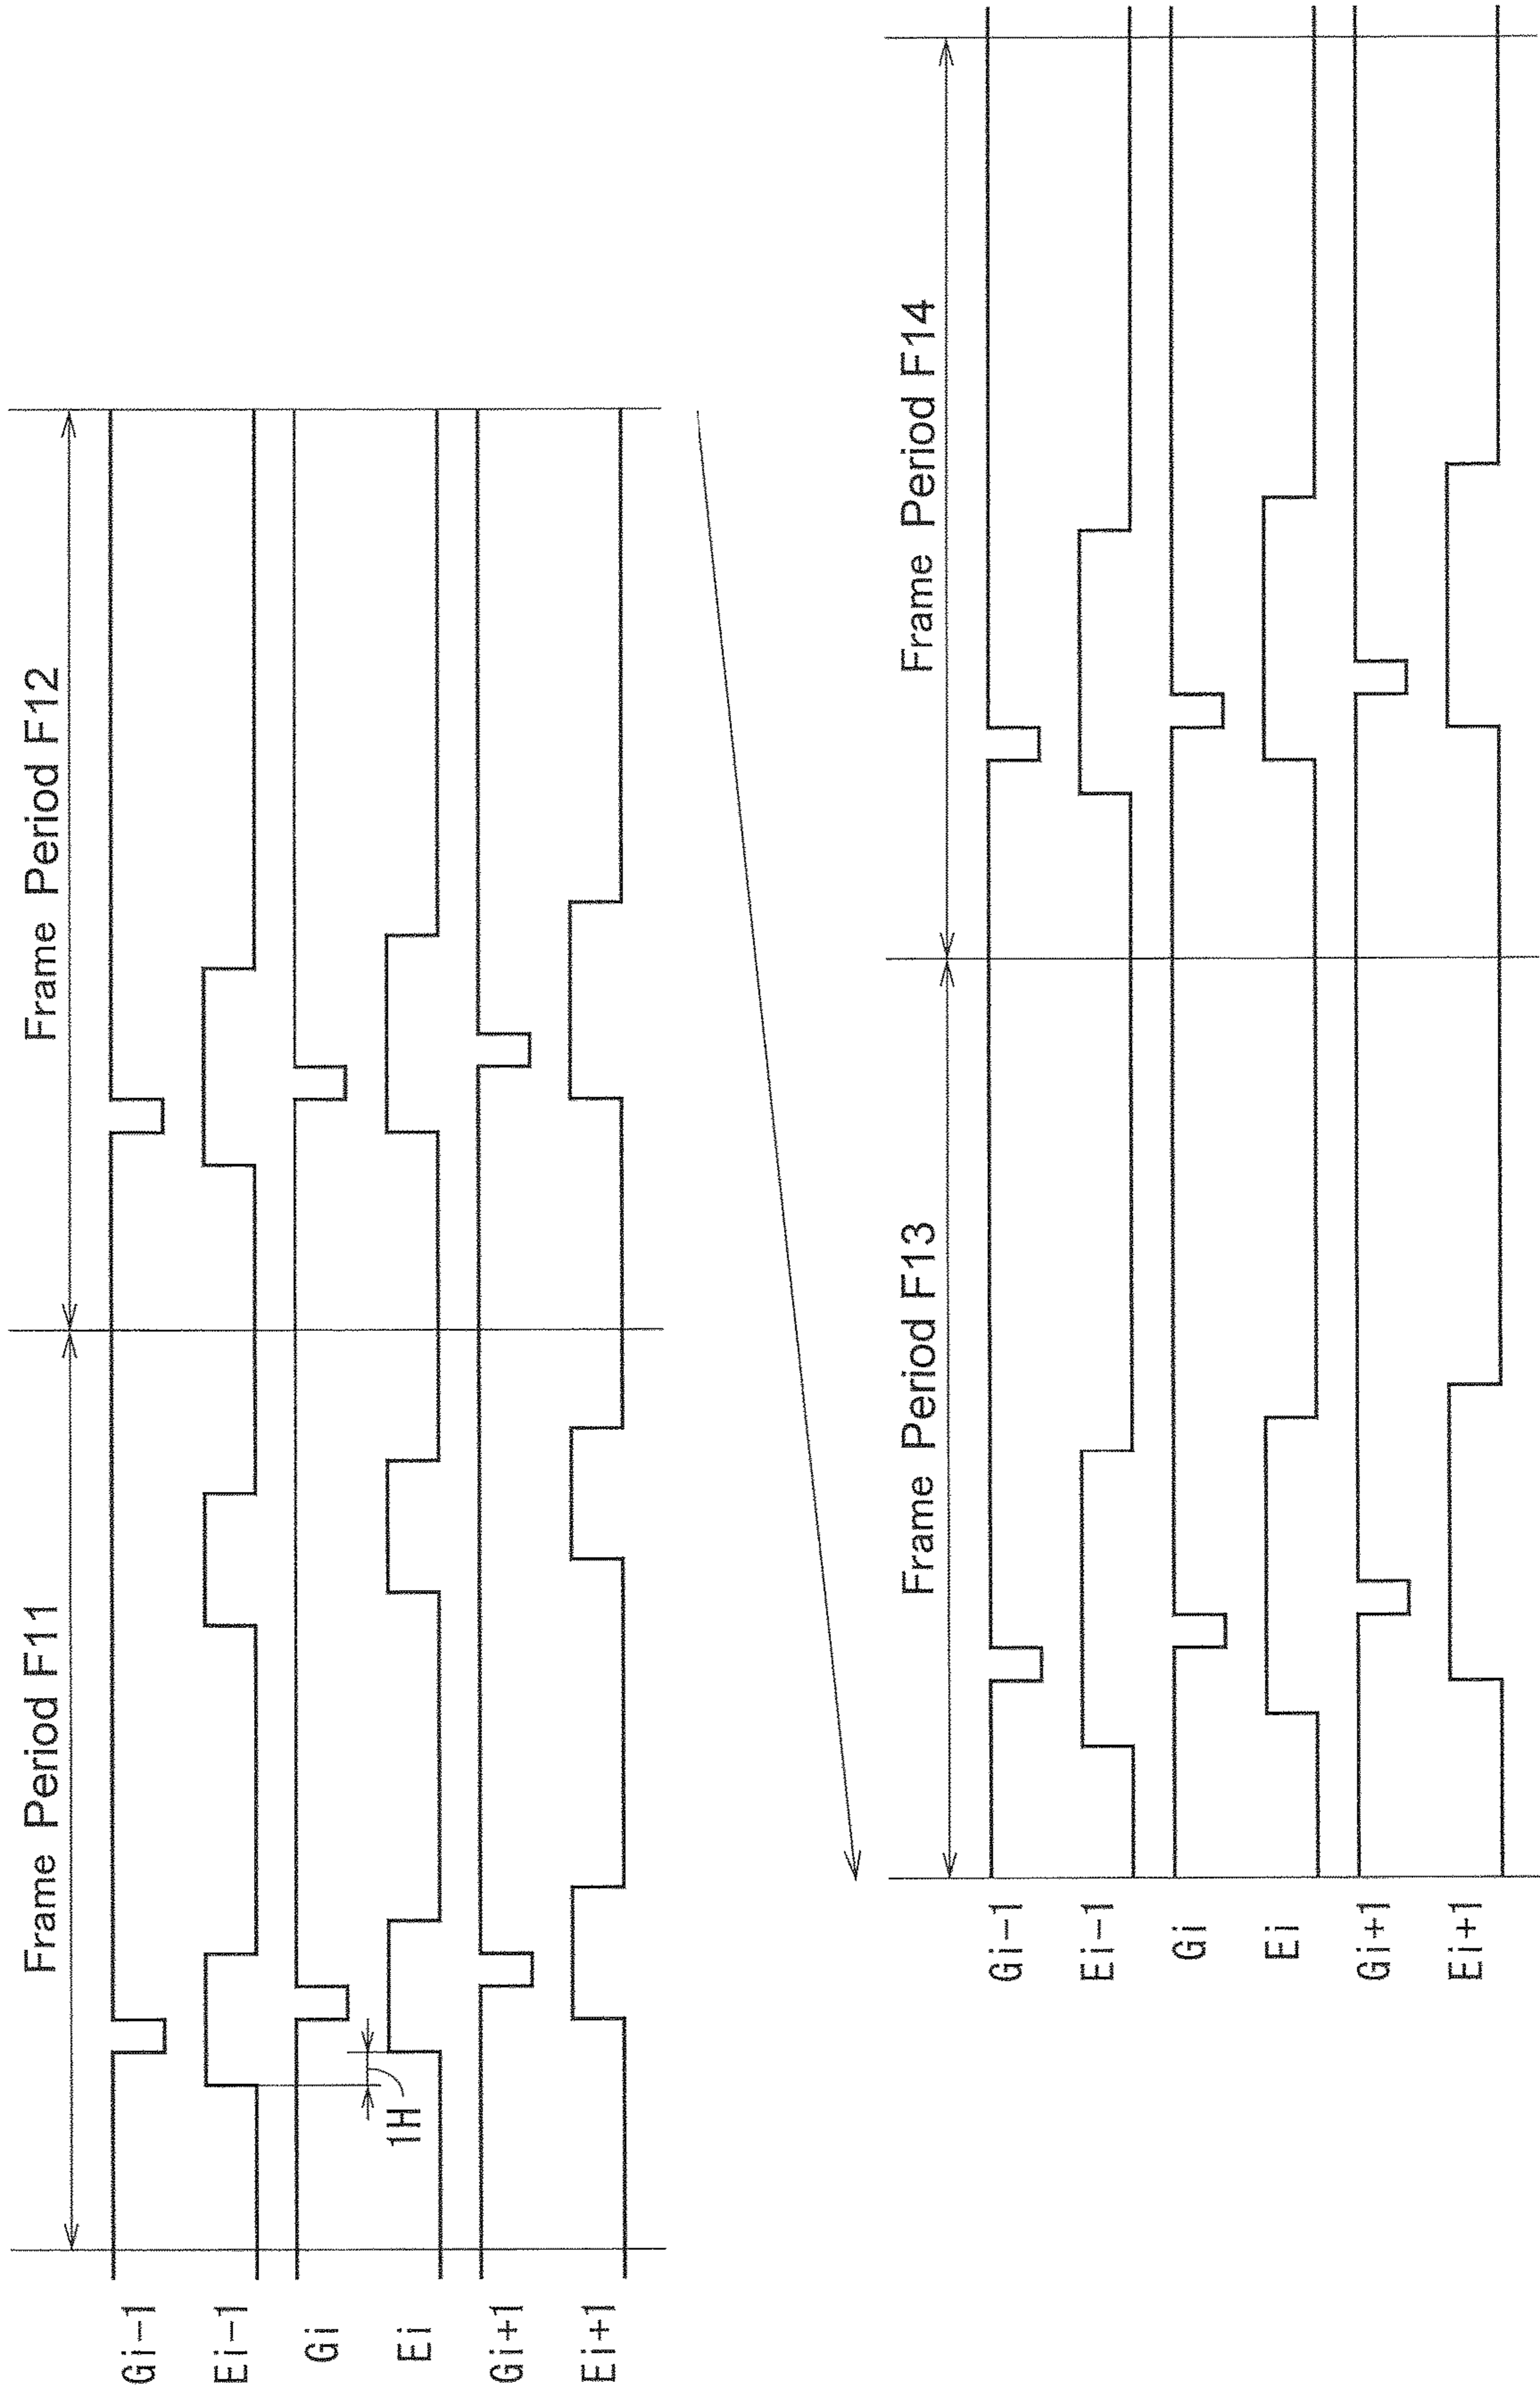 Frame Period F11
Frame Period F12
Gi-1
Ei-1
Gi
Ei
1H
Gi+1
Ei+1
Frame Period F13
Frame Period F14
Gi-1
Ei-1
Gi
Ei
Gi+1
Ei+1